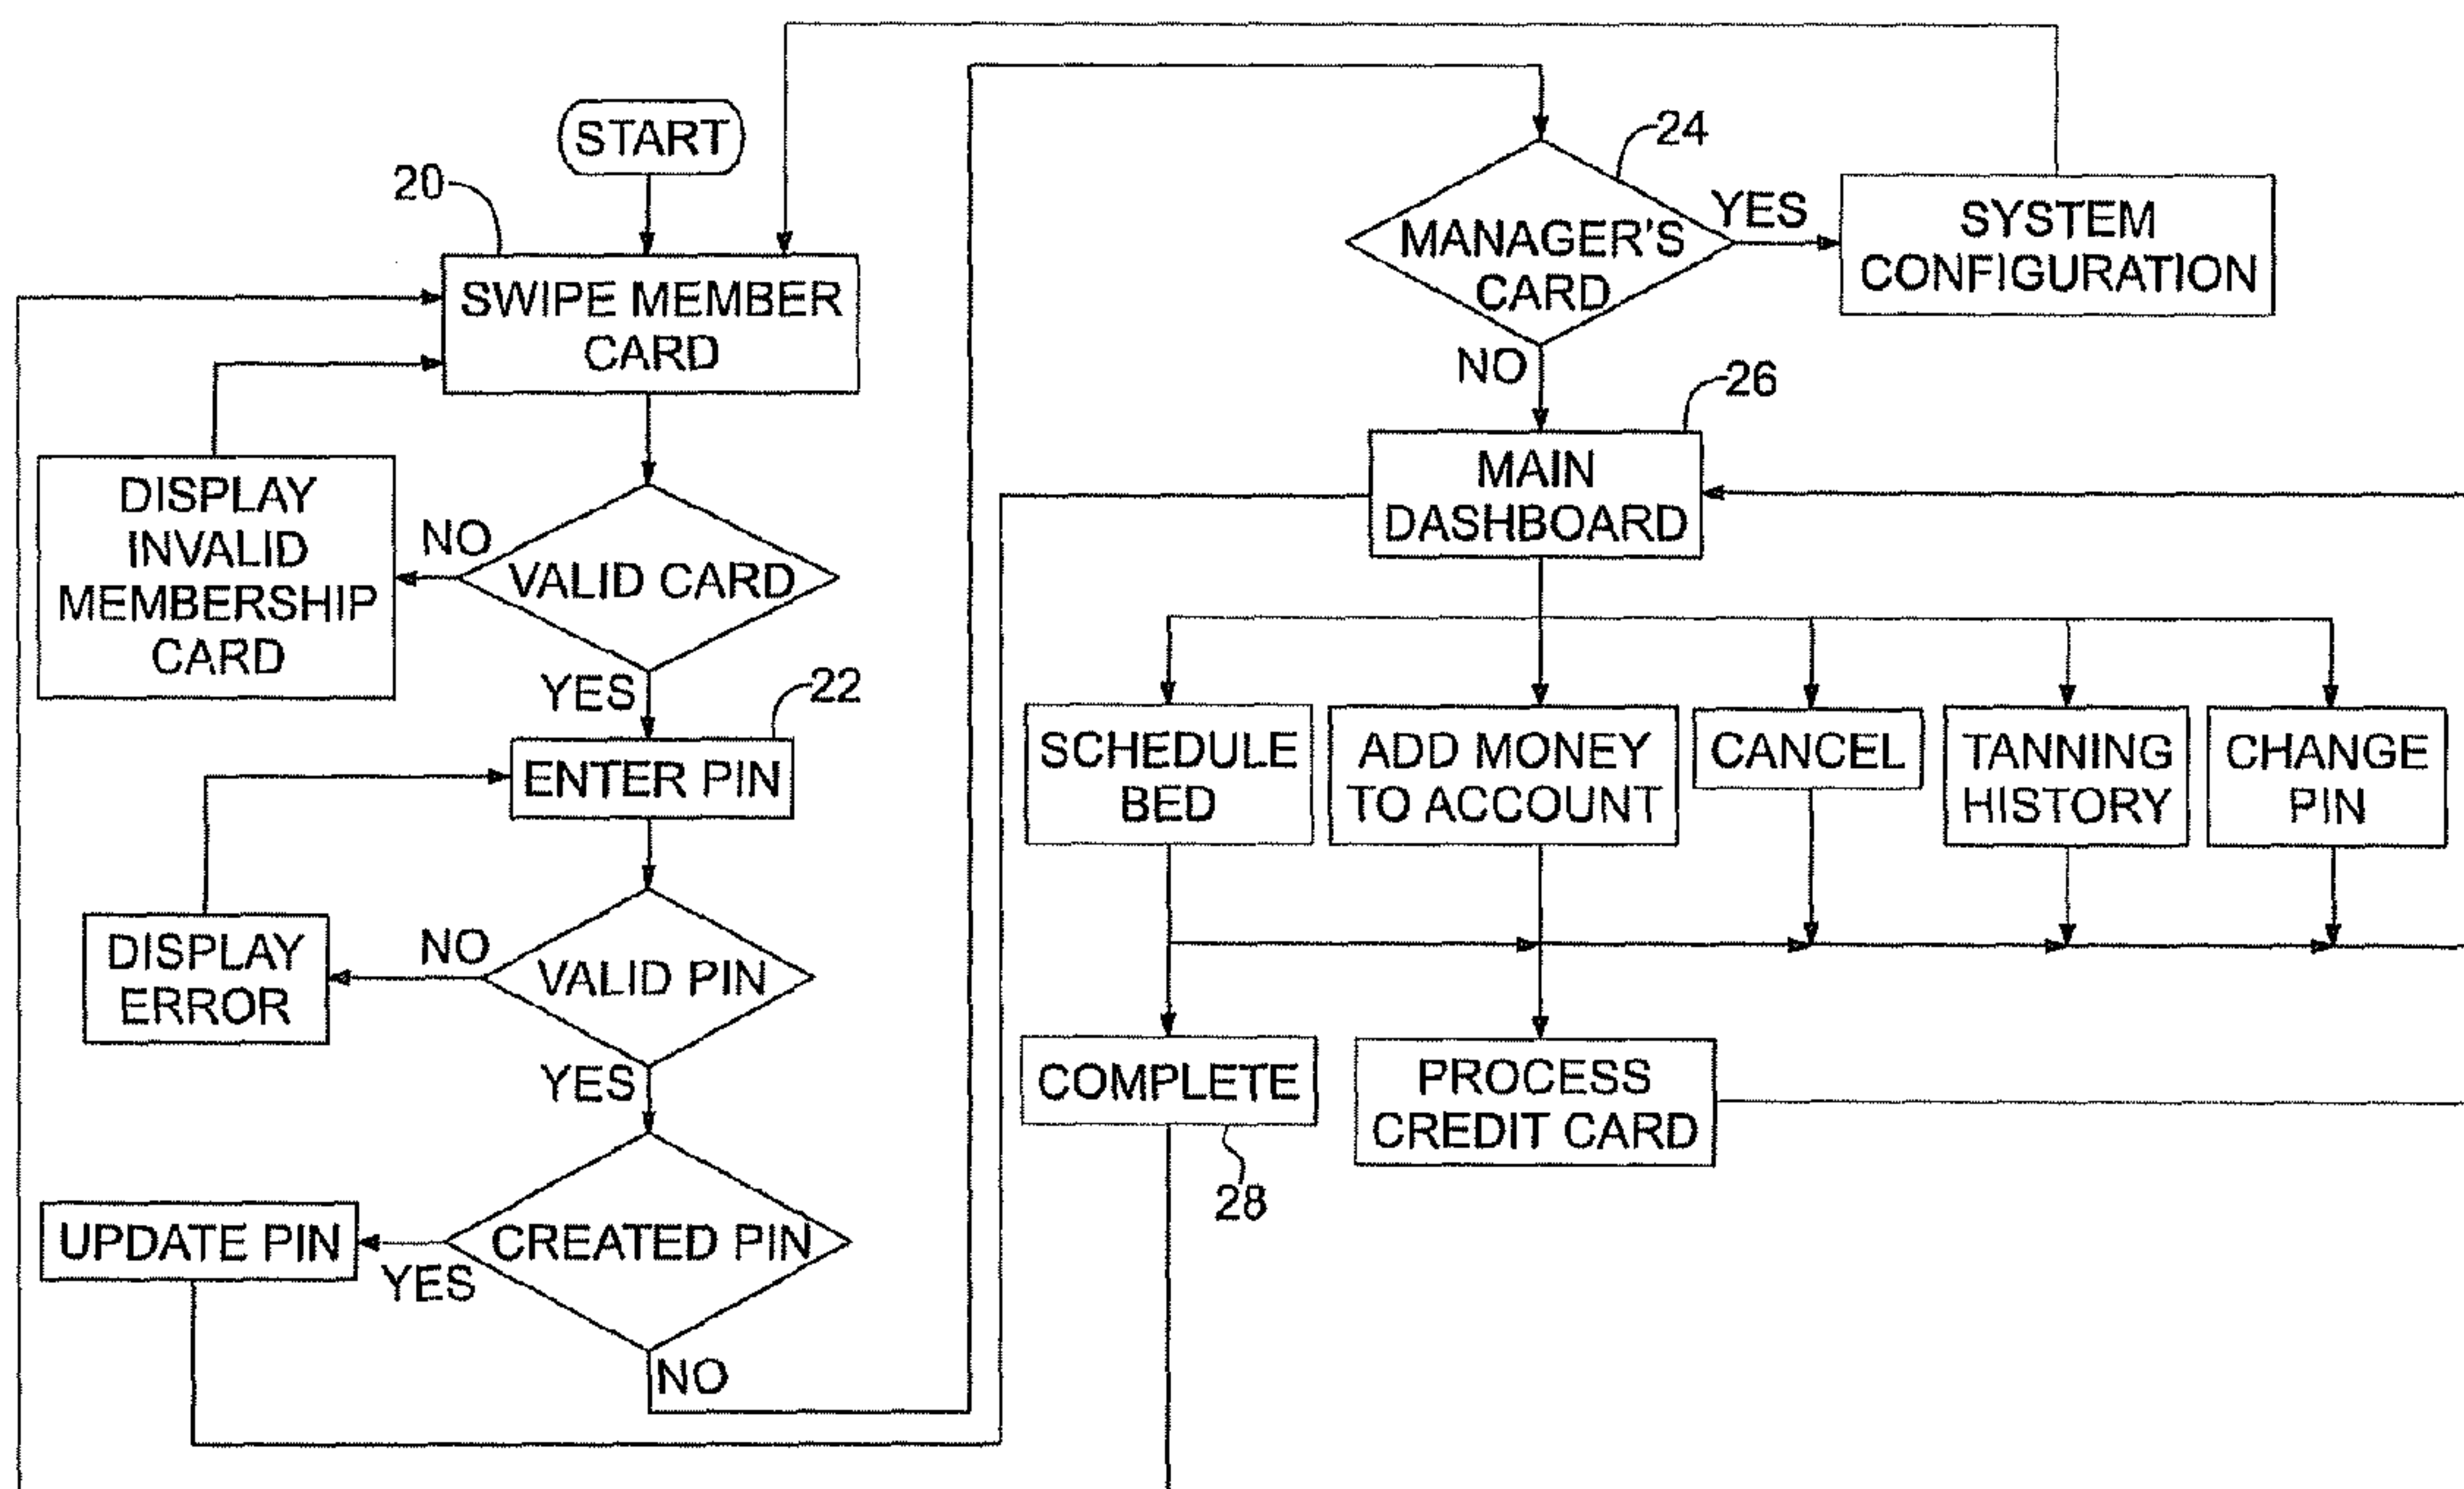 START
20
SWIPE MEMBER
CARD
DISPLAY
INVALID
MEMBERSHIP
CARD
NO
VALID CARD
YES
22
ENTER PIN
DISPLAY
ERROR
NO
VALID PIN
YES
UPDATE PIN
YES
CREATED PIN
NO
24
MANAGER'S
CARD
YES
SYSTEM
CONFIGURATION
NO
26
MAIN
DASHBOARD
SCHEDULE
BED
ADD MONEY
TO ACCOUNT
CANCEL
TANNING
HISTORY
CHANGE
PIN
COMPLETE
28
PROCESS
CREDIT CARD